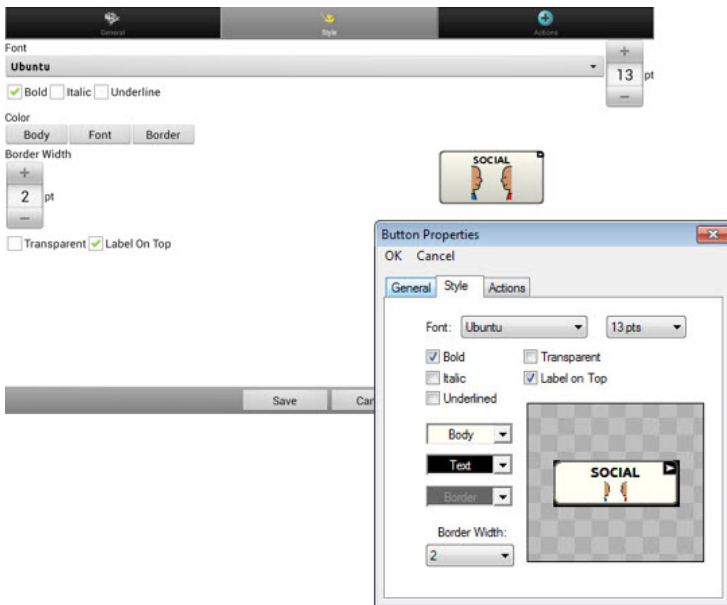 General Style Actions
Font
Ubuntu
13 pt
Bold Italic Underline
Color
Body Font Border
Border Width
2 pt
SOCIAL
Transparent Label On Top
Save
Button Properties
OK Cancel
General Style Actions
Font: Ubuntu 13 pts
Bold Transparent
Italic Label on Top
Underlined
Body
Text
Border
SOCIAL
Border Width:
2